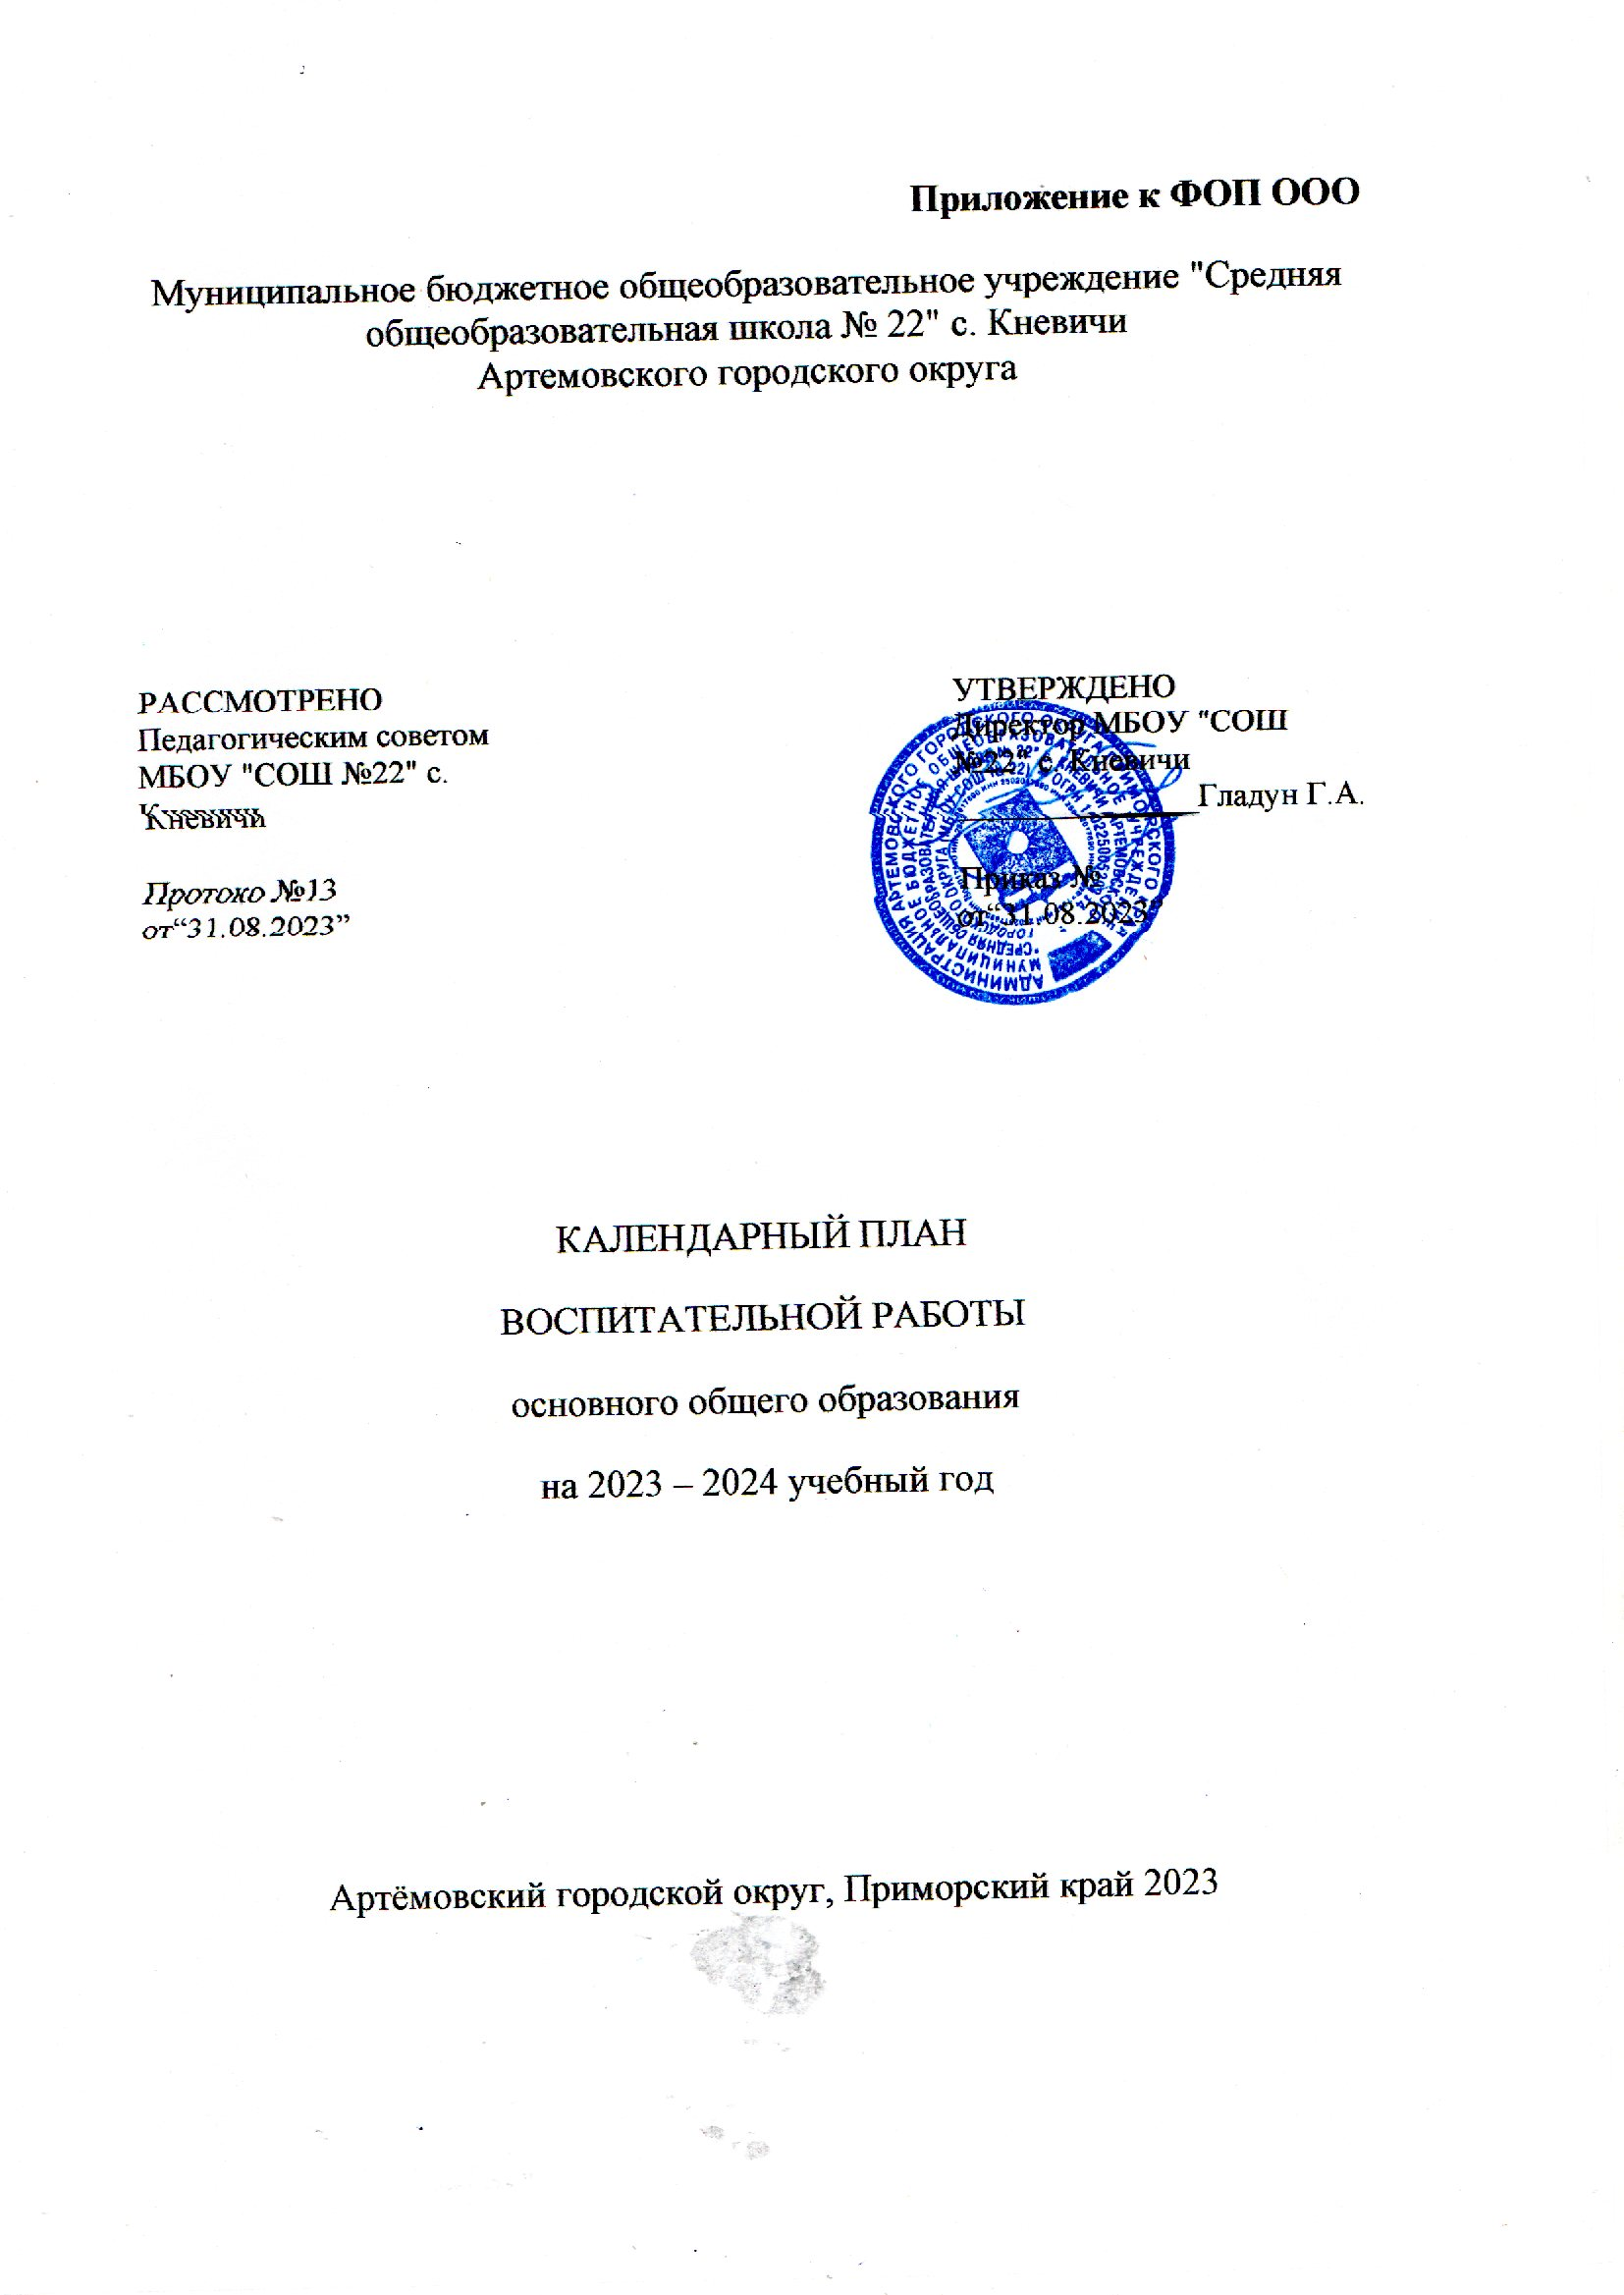 Приложение к ФОП ООО
Муниципальное бюджетное общеобразовательное учреждение "Средняя
общеобразовательная школа № 22" с. Кневичи
Артемовского городского округа
РАССМОТРЕНО
Педагогическим советом
МБОУ "СОШ №22" с.
Кневичи
Протоко №13
от“31.08.2023”
УТВЕРЖДЕНО
Директор МБОУ "СОШ
№22" с. Кневичи
Гладун Г.А.
Приказ №
от“31.08.2023”
КАЛЕНДАРНЫЙ ПЛАН
ВОСПИТАТЕЛЬНОЙ РАБОТЫ
основного общего образования
на 2023 – 2024 учебный год
Артёмовский городской округ, Приморский край 2023